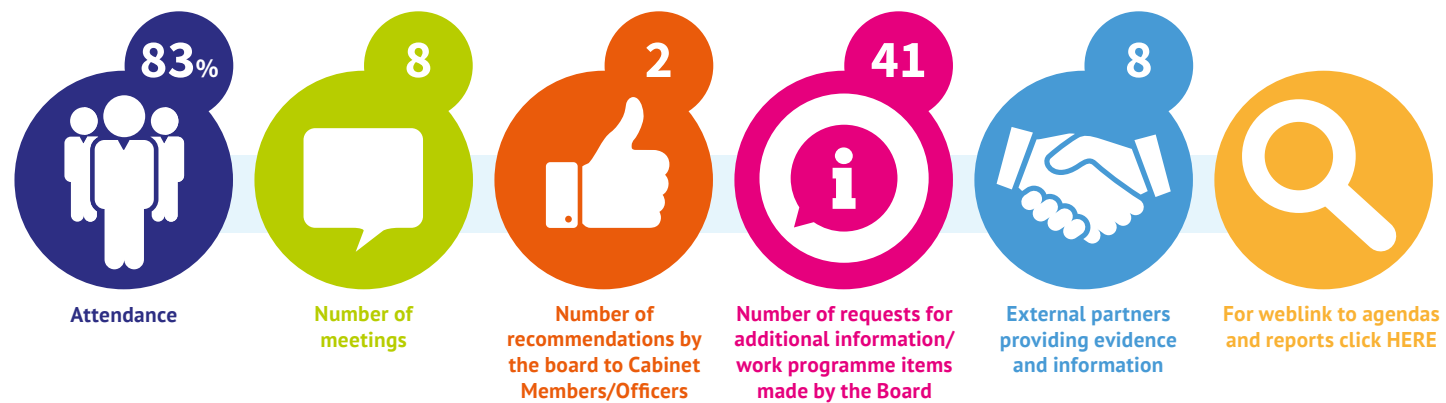 83%
Attendance
8
Number of
meetings
2
Number of
recommendations by
the board to Cabinet
Members/Officers
41
i
Number of requests for
additional information/
work programme items
made by the Board
8
External partners
providing evidence
and information
For weblink to agendas
and reports click HERE